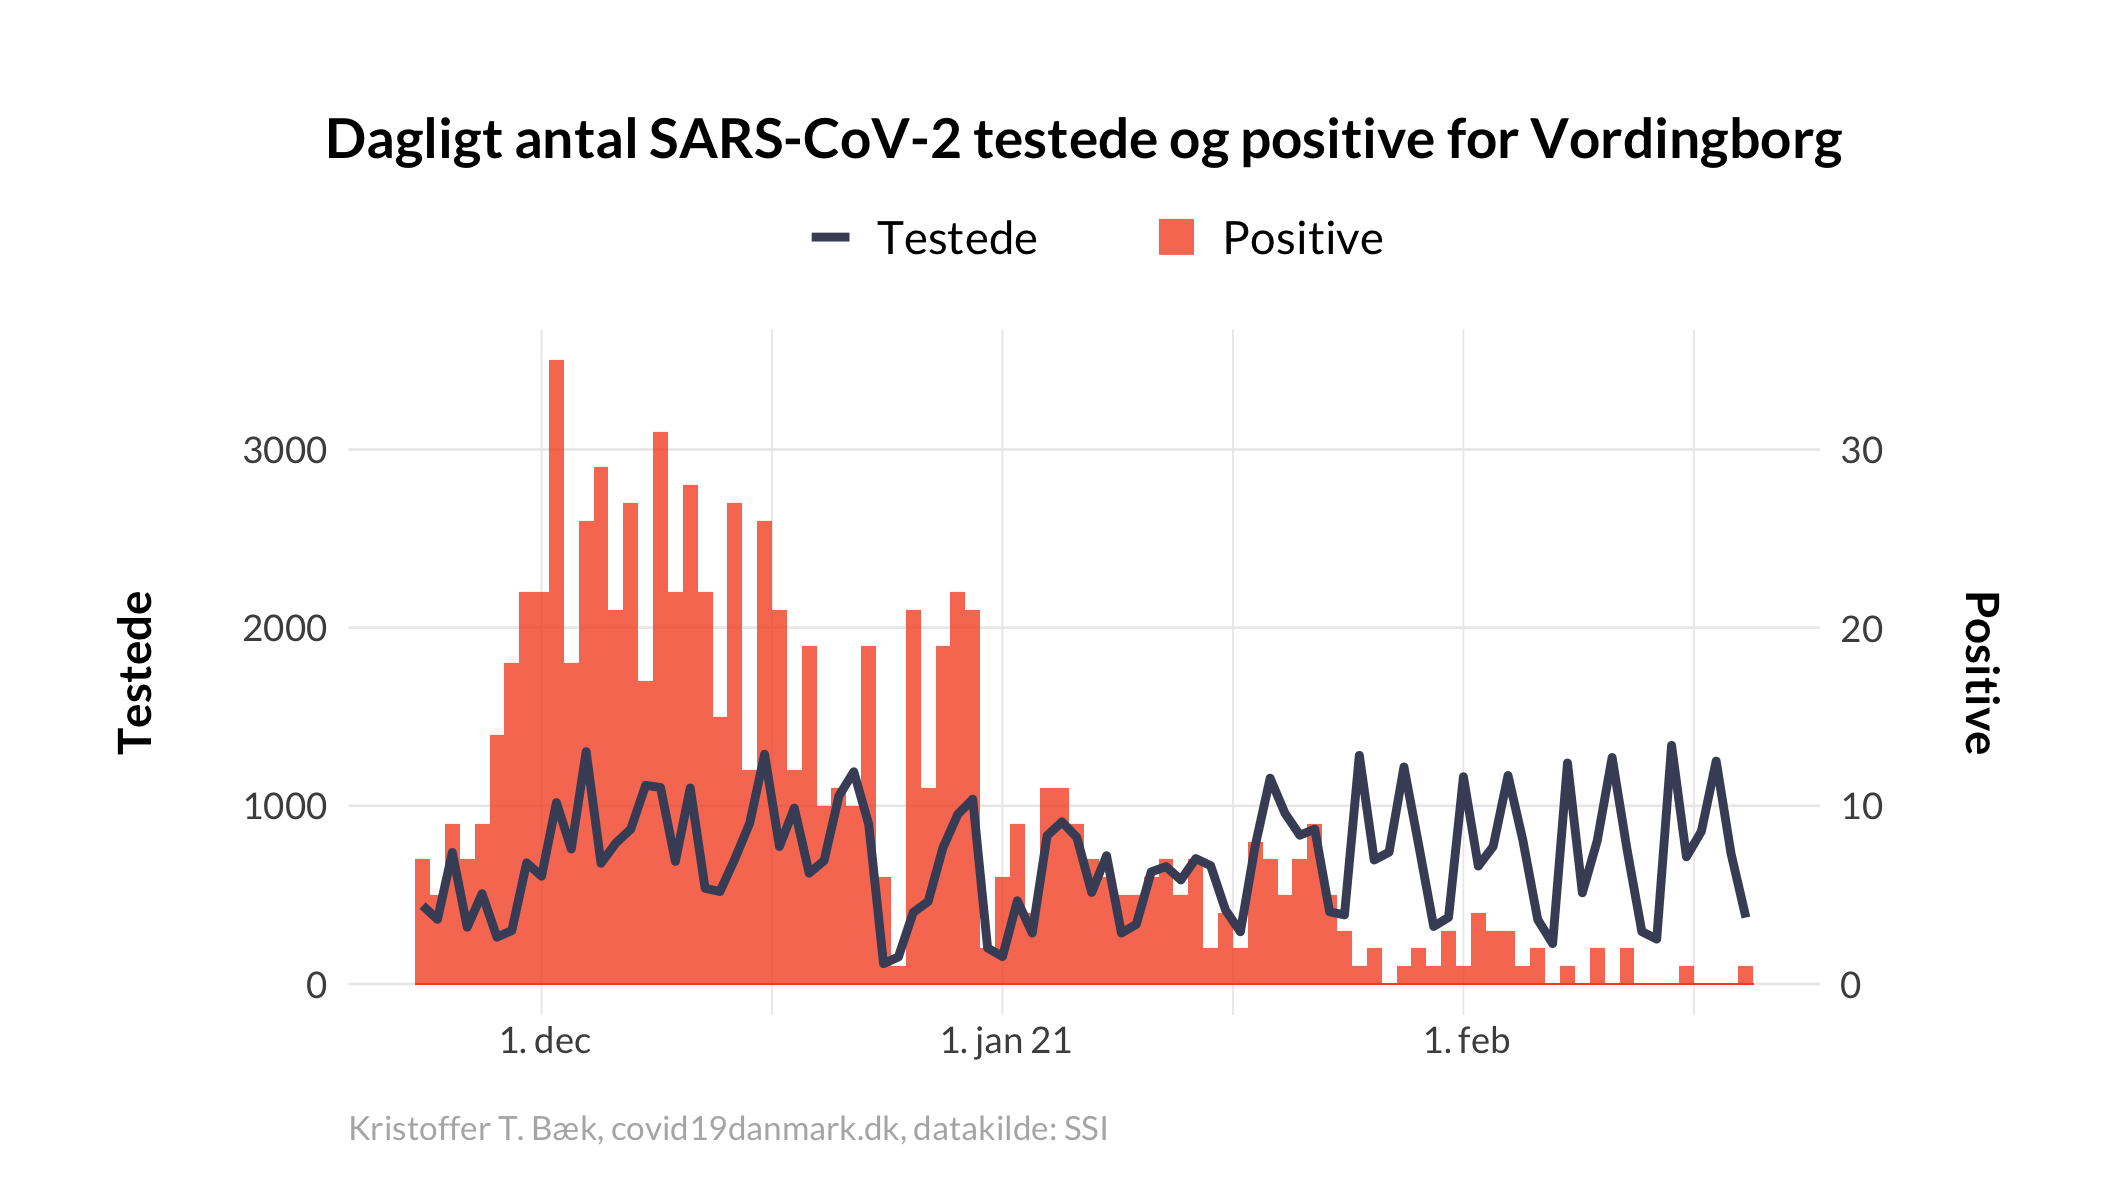 Dagligt antal SARS-CoV-2 testede og positive for Vordingborg
Testede
Positive
3000
2000
1000
0
30
20
10
0
Testede
Positive
1. dec
1. jan 21
1. feb
Kristoffer T. Bæk, covid19danmark.dk, datakilde: SSI